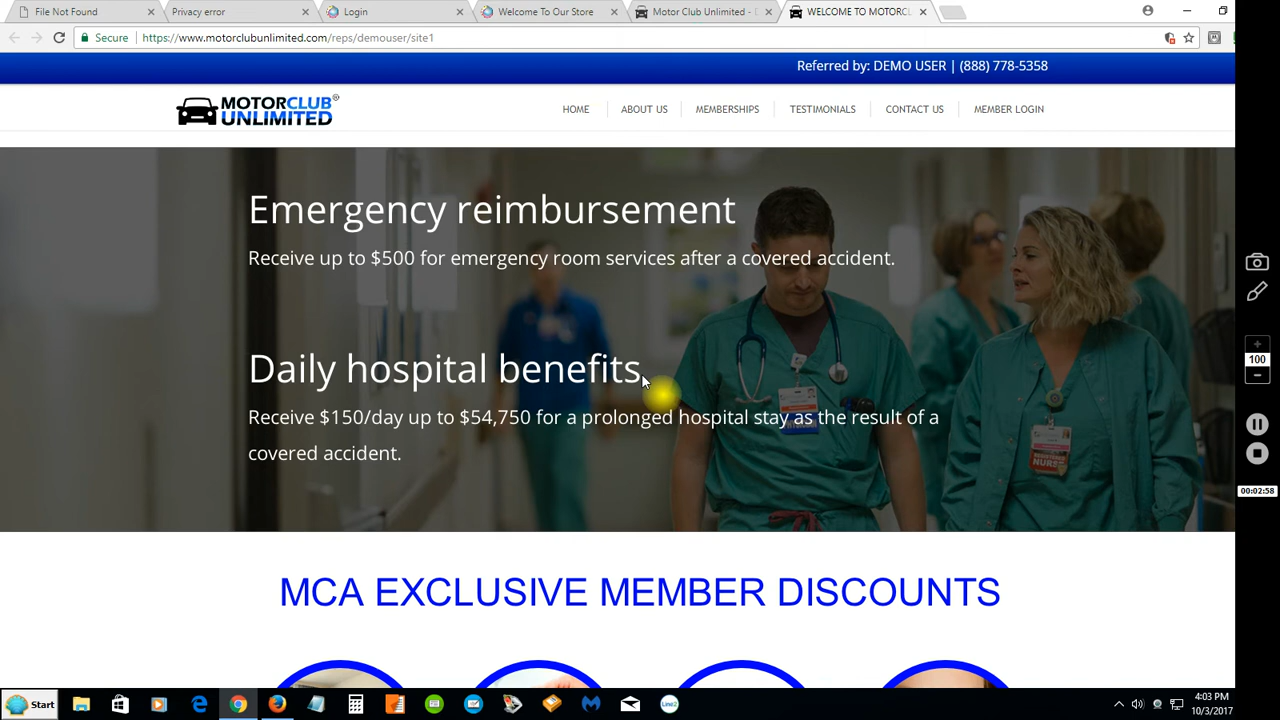 File Not Found
Privacy error
Login
Welcome To Our Store
Motor Club Unlimited -
WELCOME TO MOTORCL
Secure
https://www.motorclubunlimited.com/reps/demouser/site1
Referred by: DEMO USER | (888) 778-5358
MOTORCLUB
UNLIMITED
HOME
ABOUT US
MEMBERSHIPS
TESTIMONIALS
CONTACT US
MEMBER LOGIN
Emergency reimbursement
Receive up to $500 for emergency room services after a covered accident.
Daily hospital benefits
Receive $150/day up to $54,750 for a prolonged hospital stay as the result of a
covered accident.
NURSE
100
00:02:58
MCA EXCLUSIVE MEMBER DISCOUNTS
Start
Line2
4:03 PM
10/3/2017